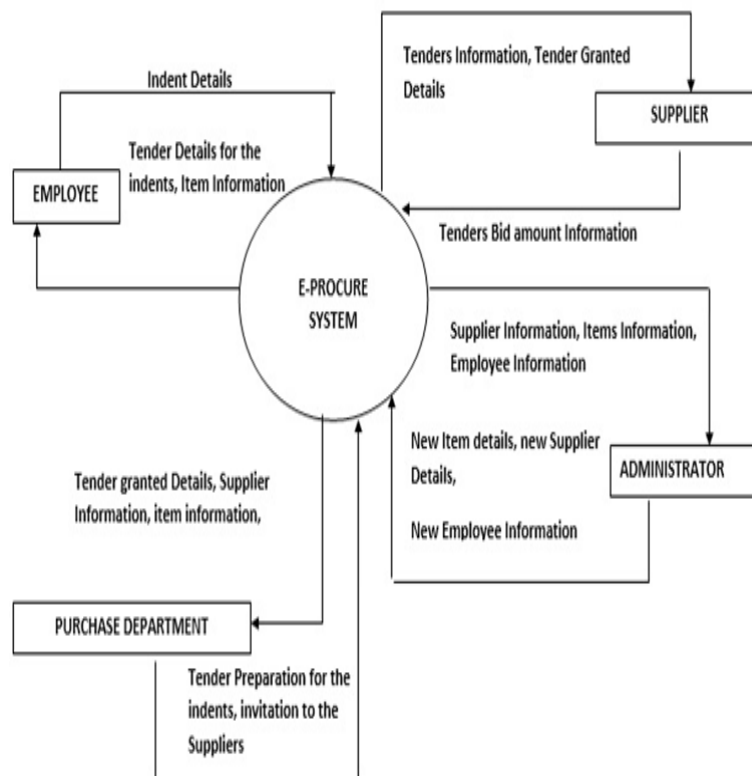 Indent Details
Tenders Information, Tender Granted
Details
SUPPLIER
Tender Details for the
indents, Item Information
EMPLOYEE
Tenders Bid amount Information
E-PROCURE
SYSTEM
Supplier Information, Items Information,
Employee Information
New Item details, new Supplier
Details,
New Employee Information
ADMINISTRATOR
Tender granted Details, Supplier
Information, item information,
PURCHASE DEPARTMENT
Tender Preparation for the
indents, invitation to the
Suppliers